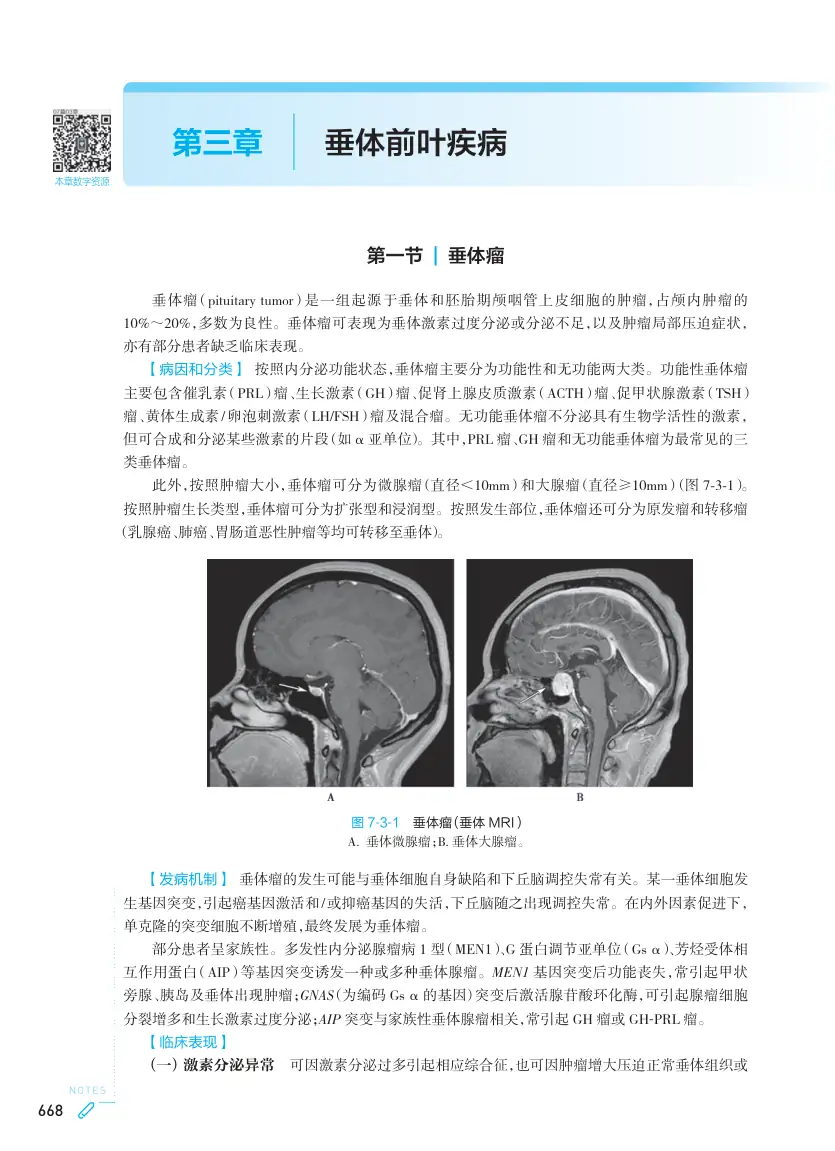 第三章
垂体前叶疾病
本章数字资源
第一节 | 垂体瘤
垂体瘤(pituitary tumor)是一组起源于垂体和胚胎期颅咽管上皮细胞的肿瘤,占颅内肿瘤的
10%~20%,多数为良性。垂体瘤可表现为垂体激素过度分泌或分泌不足,以及肿瘤局部压迫症状,
亦有部分患者缺乏临床表现。
【病因和分类】 按照内分泌功能状态,垂体瘤主要分为功能性和无功能两大类。功能性垂体瘤
主要包含催乳素(PRL)瘤、生长激素(GH)瘤、促肾上腺皮质激素(ACTH)瘤、促甲状腺激素(TSH)
瘤、黄体生成素/卵泡刺激素(LH/FSH)瘤及混合瘤。无功能垂体瘤不分泌具有生物学活性的激素,
但可合成和分泌某些激素的片段(如α亚单位)。其中,PRL瘤、GH瘤和无功能垂体瘤为最常见的三
类垂体瘤。
此外,按照肿瘤大小,垂体瘤可分为微腺瘤(直径<10mm)和大腺瘤(直径≥10mm)(图7-3-1)。
按照肿瘤生长类型,垂体瘤可分为扩张型和浸润型。按照发生部位,垂体瘤还可分为原发瘤和转移瘤
(乳腺癌、肺癌、胃肠道恶性肿瘤等均可转移至垂体)。
A B
图7-3-1 垂体瘤(垂体MRI)
A. 垂体微腺瘤;B. 垂体大腺瘤。
【发病机制】 垂体瘤的发生可能与垂体细胞自身缺陷和下丘脑调控失常有关。某一垂体细胞发
生基因突变,引起癌基因激活和/或抑癌基因的失活,下丘脑随之出现调控失常。在内外因素促进下,
单克隆的突变细胞不断增殖,最终发展为垂体瘤。
部分患者呈家族性。多发性内分泌腺瘤病1型(MEN1)、G蛋白调节亚单位(Gs α)、芳烃受体相
互作用蛋白(AIP)等基因突变诱发一种或多种垂体腺瘤。MEN1基因突变后功能丧失,常引起甲状
旁腺、胰岛及垂体出现肿瘤;GNAS(为编码Gs α的基因)突变后激活腺苷酸环化酶,可引起腺瘤细胞
分裂增多和生长激素过度分泌;AIP突变与家族性垂体腺瘤相关,常引起GH瘤或GH-PRL瘤。
【临床表现】
(一)激素分泌异常 可因激素分泌过多引起相应综合征,也可因肿瘤增大压迫正常垂体组织或
NOTES
668